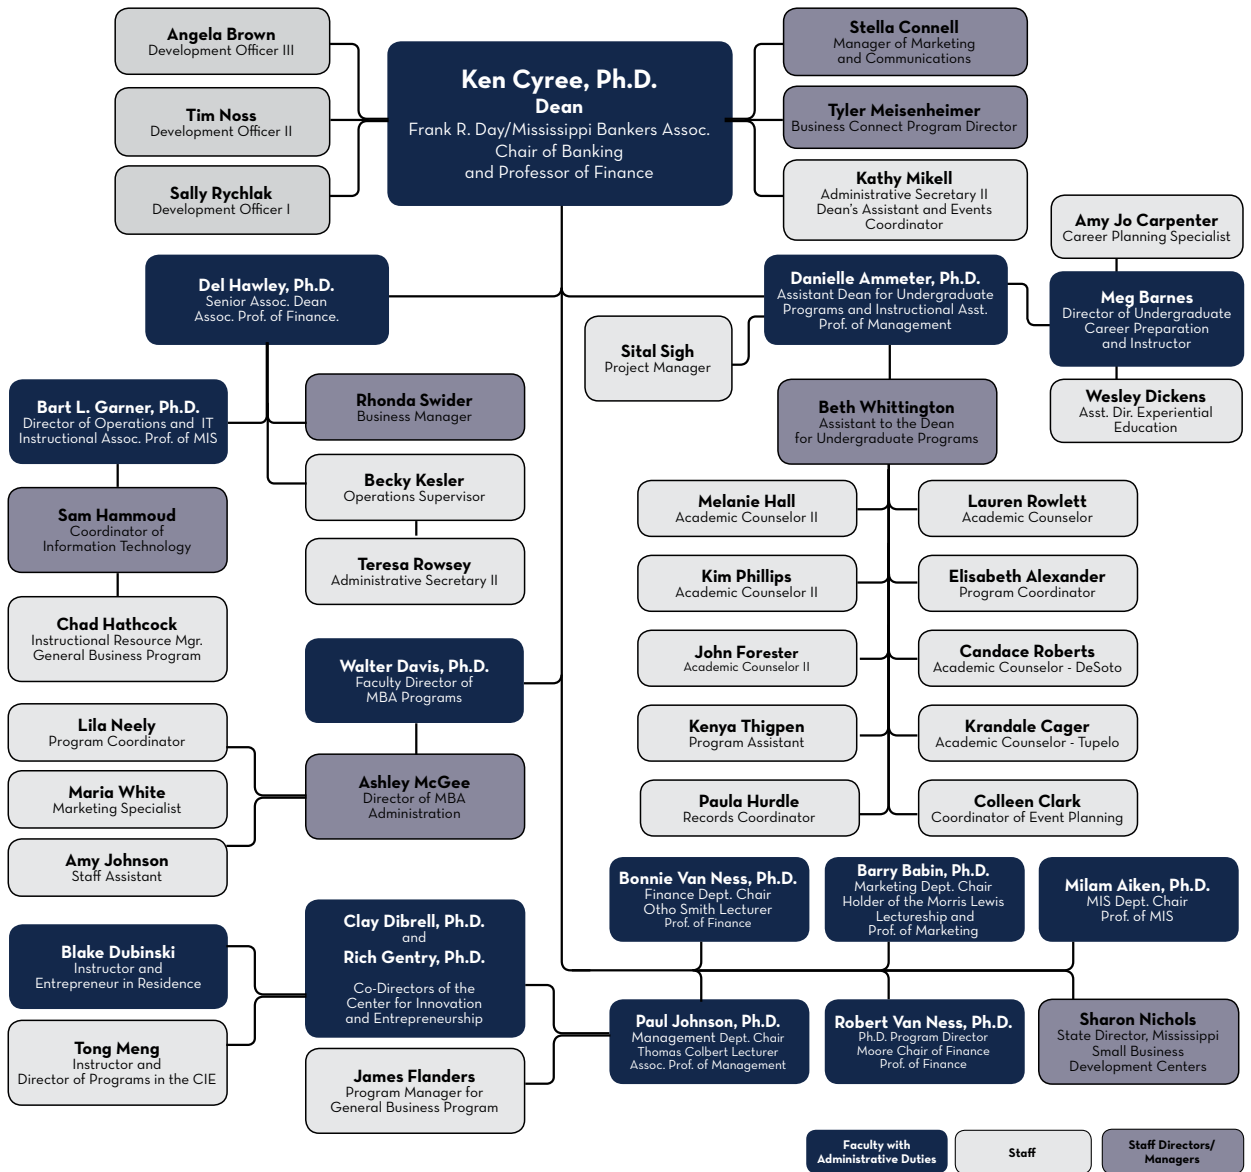 Angela Brown
Development Officer III
Tim Noss
Development Officer II
Sally Rychlak
Development Officer I
Ken Cyree, Ph.D.
Dean
Frank R. Day/Mississippi Bankers Assoc.
Chair of Banking
and Professor of Finance
Stella Connell
Manager of Marketing
and Communications
Tyler Meisenheimer
Business Connect Program Director
Kathy Mikell
Administrative Secretary II
Dean's Assistant and Events
Coordinator
Amy Jo Carpenter
Career Planning Specialist
Del Hawley, Ph.D.
Senior Assoc. Dean
Assoc. Prof. of Finance.
Danielle Ammeter, Ph.D.
Assistant Dean for Undergraduate
Programs and Instructional Asst.
Prof. of Management
Meg Barnes
Director of Undergraduate
Career Preparation
and Instructor
Sital Sigh
Project Manager
Wesley Dickens
Asst. Dir. Experiential
Education
Bart L. Garner, Ph.D.
Director of Operations and IT
Instructional Assoc. Prof. of MIS
Rhonda Swider
Business Manager
Beth Whittington
Assistant to the Dean
for Undergraduate Programs
Becky Kesler
Operations Supervisor
Sam Hammoud
Coordinator of
Information Technology
Teresa Rowsey
Administrative Secretary II
Chad Hathcock
Instructional Resource Mgr.
General Business Program
Melanie Hall
Academic Counselor II
Lauren Rowlett
Academic Counselor
Kim Phillips
Academic Counselor II
Elisabeth Alexander
Program Coordinator
John Forester
Academic Counselor II
Candace Roberts
Academic Counselor - DeSoto
Kenya Thigpen
Program Assistant
Krandale Cager
Academic Counselor - Tupelo
Paula Hurdle
Records Coordinator
Colleen Clark
Coordinator of Event Planning
Walter Davis, Ph.D.
Faculty Director of
MBA Programs
Lila Neely
Program Coordinator
Maria White
Marketing Specialist
Amy Johnson
Staff Assistant
Ashley McGee
Director of MBA
Administration
Bonnie Van Ness, Ph.D.
Finance Dept. Chair
Otho Smith Lecturer
Prof. of Finance
Barry Babin, Ph.D.
Marketing Dept. Chair
Holder of the Morris Lewis
Lectureship and
Prof. of Marketing
Milam Aiken, Ph.D.
MIS Dept. Chair
Prof. of MIS
Clay Dibrell, Ph.D.
and
Rich Gentry, Ph.D.
Co-Directors of the
Center for Innovation
and Entrepreneurship
Blake Dubinski
Instructor and
Entrepreneur in Residence
Tong Meng
Instructor and
Director of Programs in the CIE
James Flanders
Program Manager for
General Business Program
Paul Johnson, Ph.D.
Management Dept. Chair
Thomas Colbert Lecturer
Assoc. Prof. of Management
Robert Van Ness, Ph.D.
Ph.D. Program Director
Moore Chair of Finance
Prof. of Finance
Sharon Nichols
State Director, Mississippi
Small Business
Development Centers
Faculty with
Administrative Duties
Staff
Staff Directors/
Managers